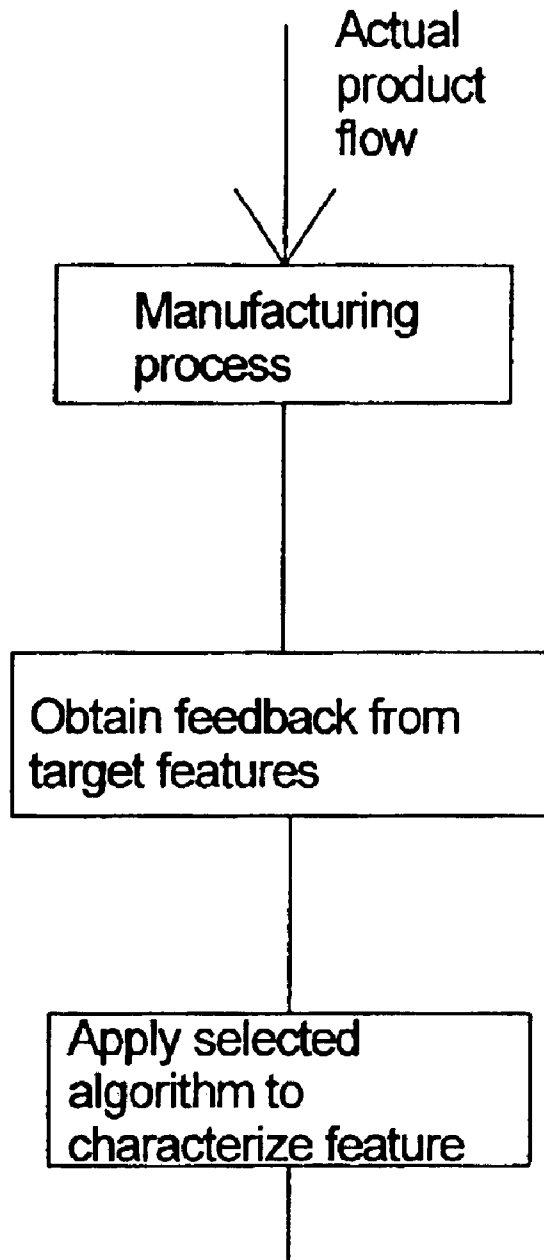 Actual
product
flow
Manufacturing
process
Obtain feedback from
target features
Apply selected
algorithm to
characterize feature